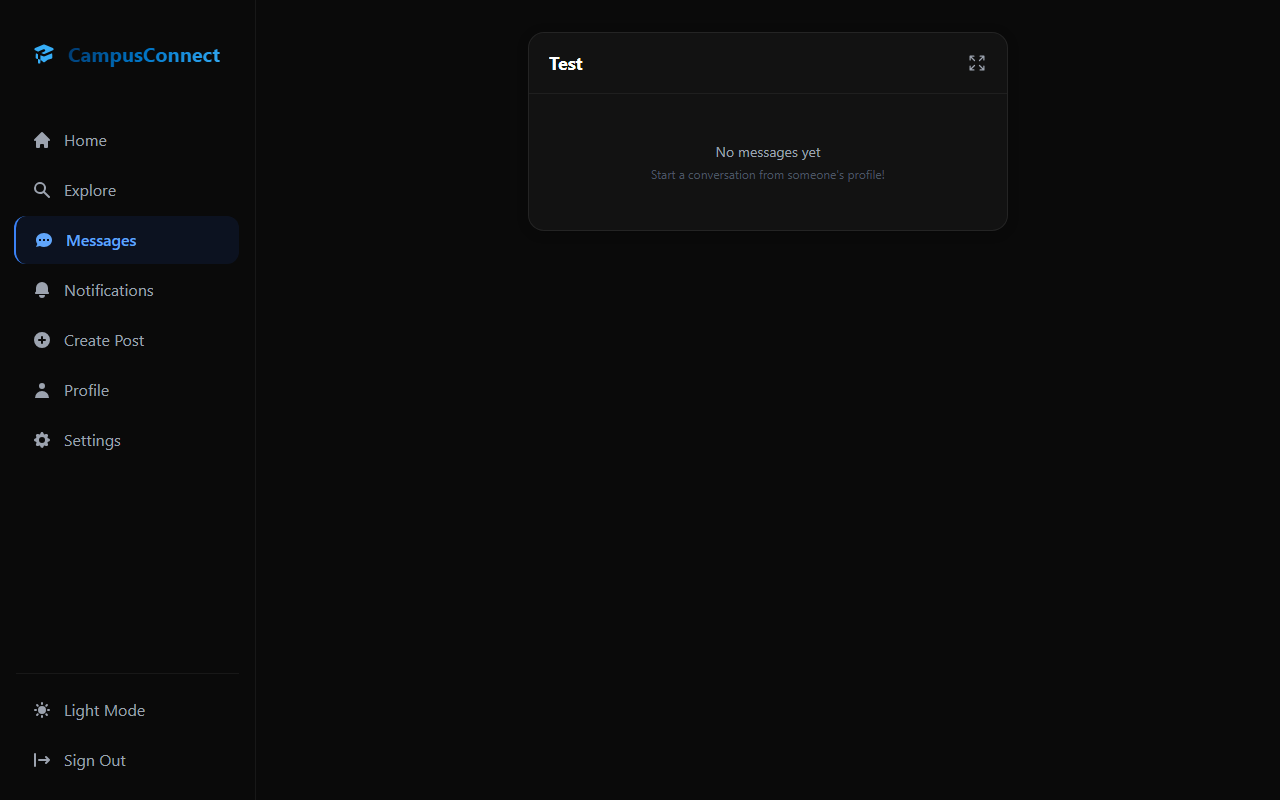 CampusConnect
Home
Explore
Messages
Notifications
Create Post
Profile
Settings
Light Mode
Sign Out
Test
No messages yet
Start a conversation from someone's profile!